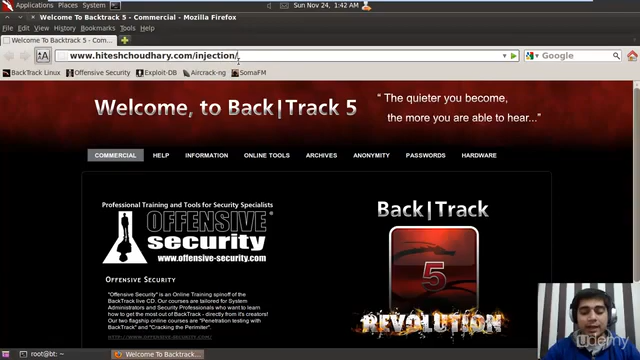 Applications Places System Sun Nov 24, 1:42 AM
Welcome To Backtrack 5 - Commercial - Mozilla Firefox
File Edit View History Bookmarks Tools Help
Welcome To Backtrack 5 - Com...
www.hiteshchoudhary.com/injection/
Google
BackTrack Linux Offensive Security Exploit-DB Aircrack-ng SomaFM
Welcome, to Back|Track 5
“ The quieter you become,
the more you are able to hear...”
COMMERCIAL HELP INFORMATION ONLINE TOOLS ARCHIVES ANONYMITY PASSWORDS HARDWARE
Professional Training and Tools for Security Specialists
OFFENSIVE
security
www.offensive-security.com
OFFENSIVE SECURITY
"Offensive Security" is an Online Training spinoff of the
BackTrack live CD. Our courses are tailored for System
Administrators and Security Professionals who want to learn
how to get the most out of BackTrack - directly from it's creators!
Our two flagship online courses are "Penetration testing with
BackTrack" and "Cracking the Perimeter".
HTTP://WWW.OFFENSIVE-SECURITY.COM/
Back|Track
5
REVOLUTION
root@bt: ~
Welcome To Backtrack 5...
Udemy